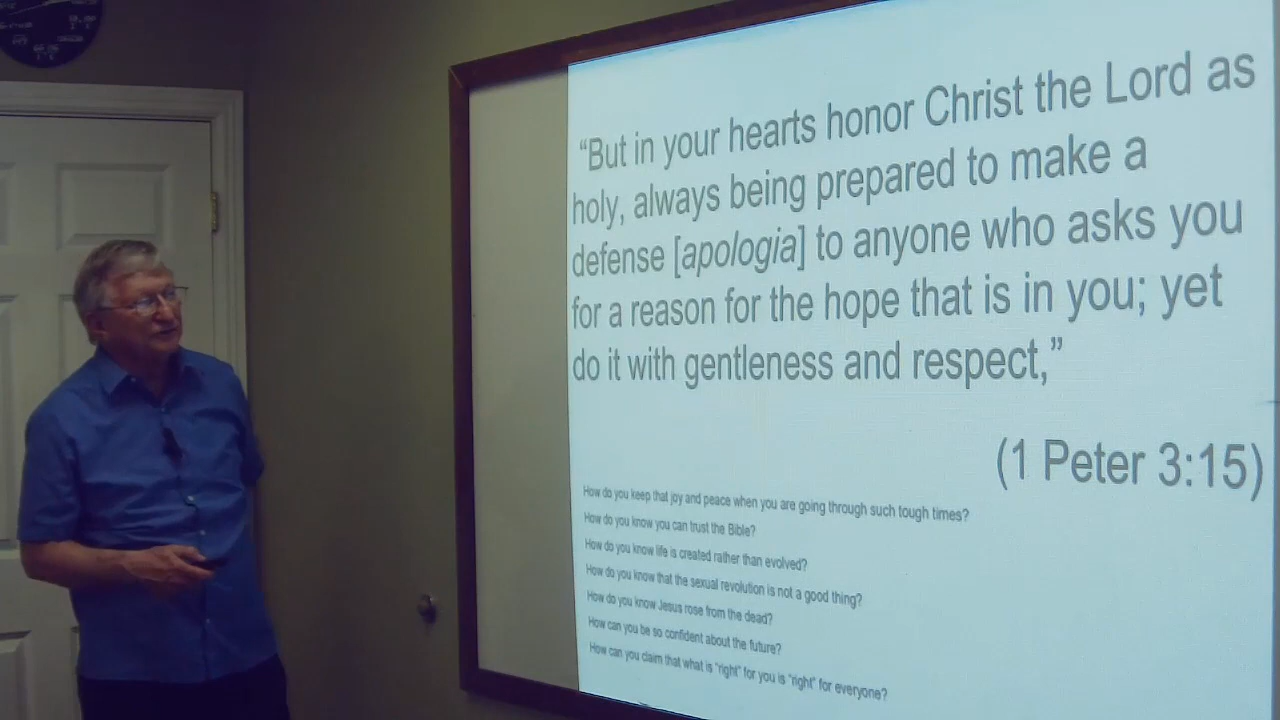 “But in your hearts honor Christ the Lord as
holy, always being prepared to make a
defense [apologia] to anyone who asks you
for a reason for the hope that is in you; yet
do it with gentleness and respect,”
(1 Peter 3:15)
How do you keep that joy and peace when you are going through such tough times?
How do you know you can trust the Bible?
How do you know life is created rather than evolved?
How do you know that the sexual revolution is not a good thing?
How do you know Jesus rose from the dead?
How can you be so confident about the future?
How can you claim that what is “right” for you is “right” for everyone?